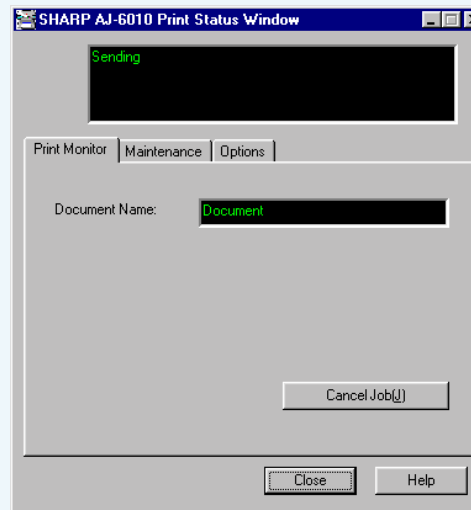 SHARP AJ-6010 Print Status Window
Sending
Print Monitor Maintenance Options
Document Name: Document
Cancel Job(J)
Close Help